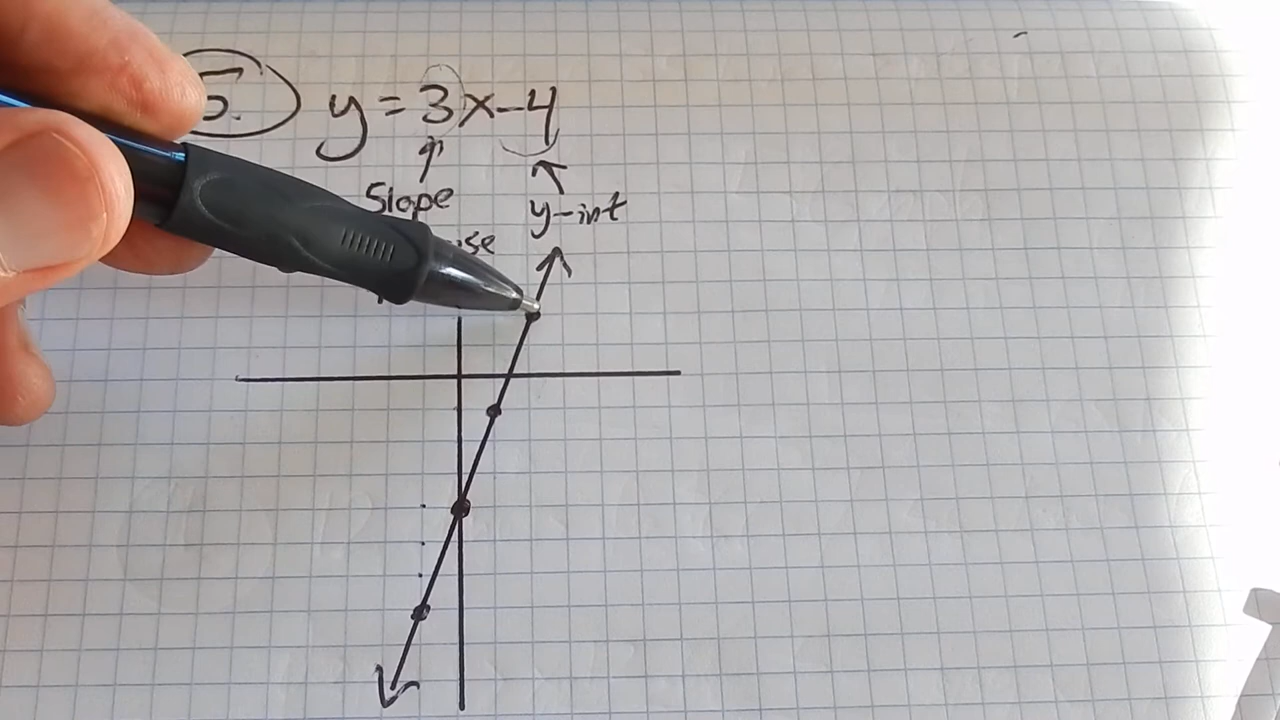 5. y = 3x - 4
Slope
y-int